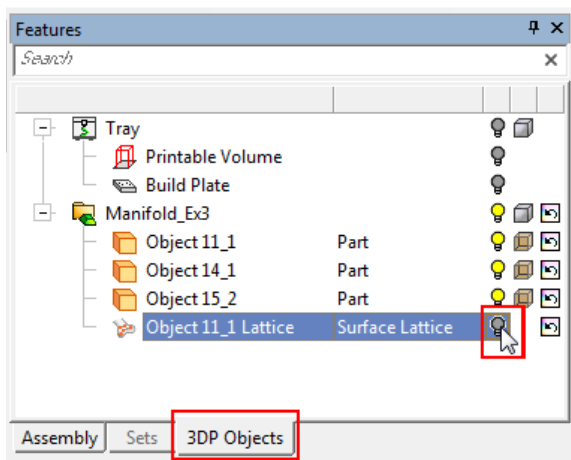 Features
Search
Tray
Printable Volume
Build Plate
Manifold_Ex3
Object 11_1 Part
Object 14_1 Part
Object 15_2 Part
Object 11_1 Lattice Surface Lattice
Assembly Sets 3DP Objects